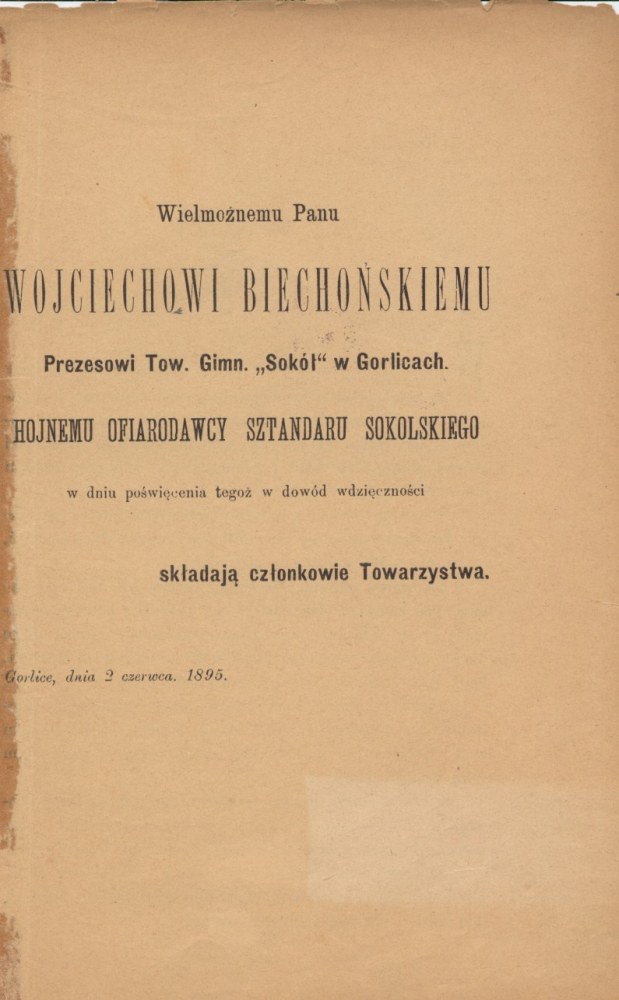 Wielmożnemu Panu
WOJCIECHOWI BIECHOŃSKIEMU
Prezesowi Tow. Gimn. „Sokół“ w Gorlicach.
HOJNEMU OFIARODAWCY SZTANDARU SOKOLSKIEGO
w dniu poświęcenia tegoż w dowód wdzięczności
składają członkowie Towarzystwa.
Gorlice, dnia 2 czerwca. 1895.